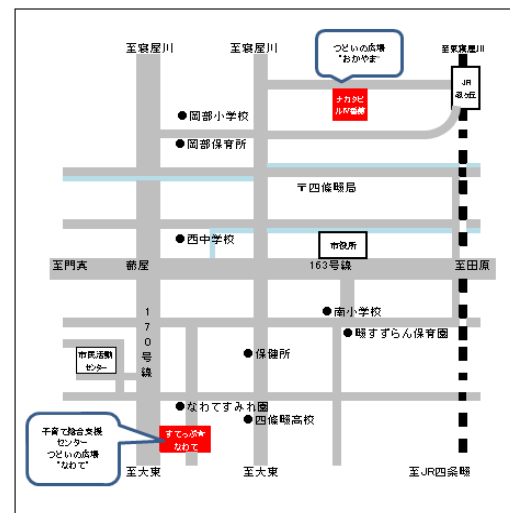 至寝屋川
至寝屋川
つどいの広場
"おかやま"
至東寝屋川
JR
忍ヶ丘
ナカタビ
ルⅣ番館
●岡部小学校
●岡部保育所
〒四條畷局
●西中学校
市役所
至門真
蔀屋
163号線
至田原
170号線
●南小学校
●畷すずらん保育園
市民活動
センター
●保健所
●なわてすみれ園
●四條畷高校
子育て総合支援
センター
つどいの広場
"なわて"
すてっぷ★
なわて
至大東
至大東
至JR四条畷